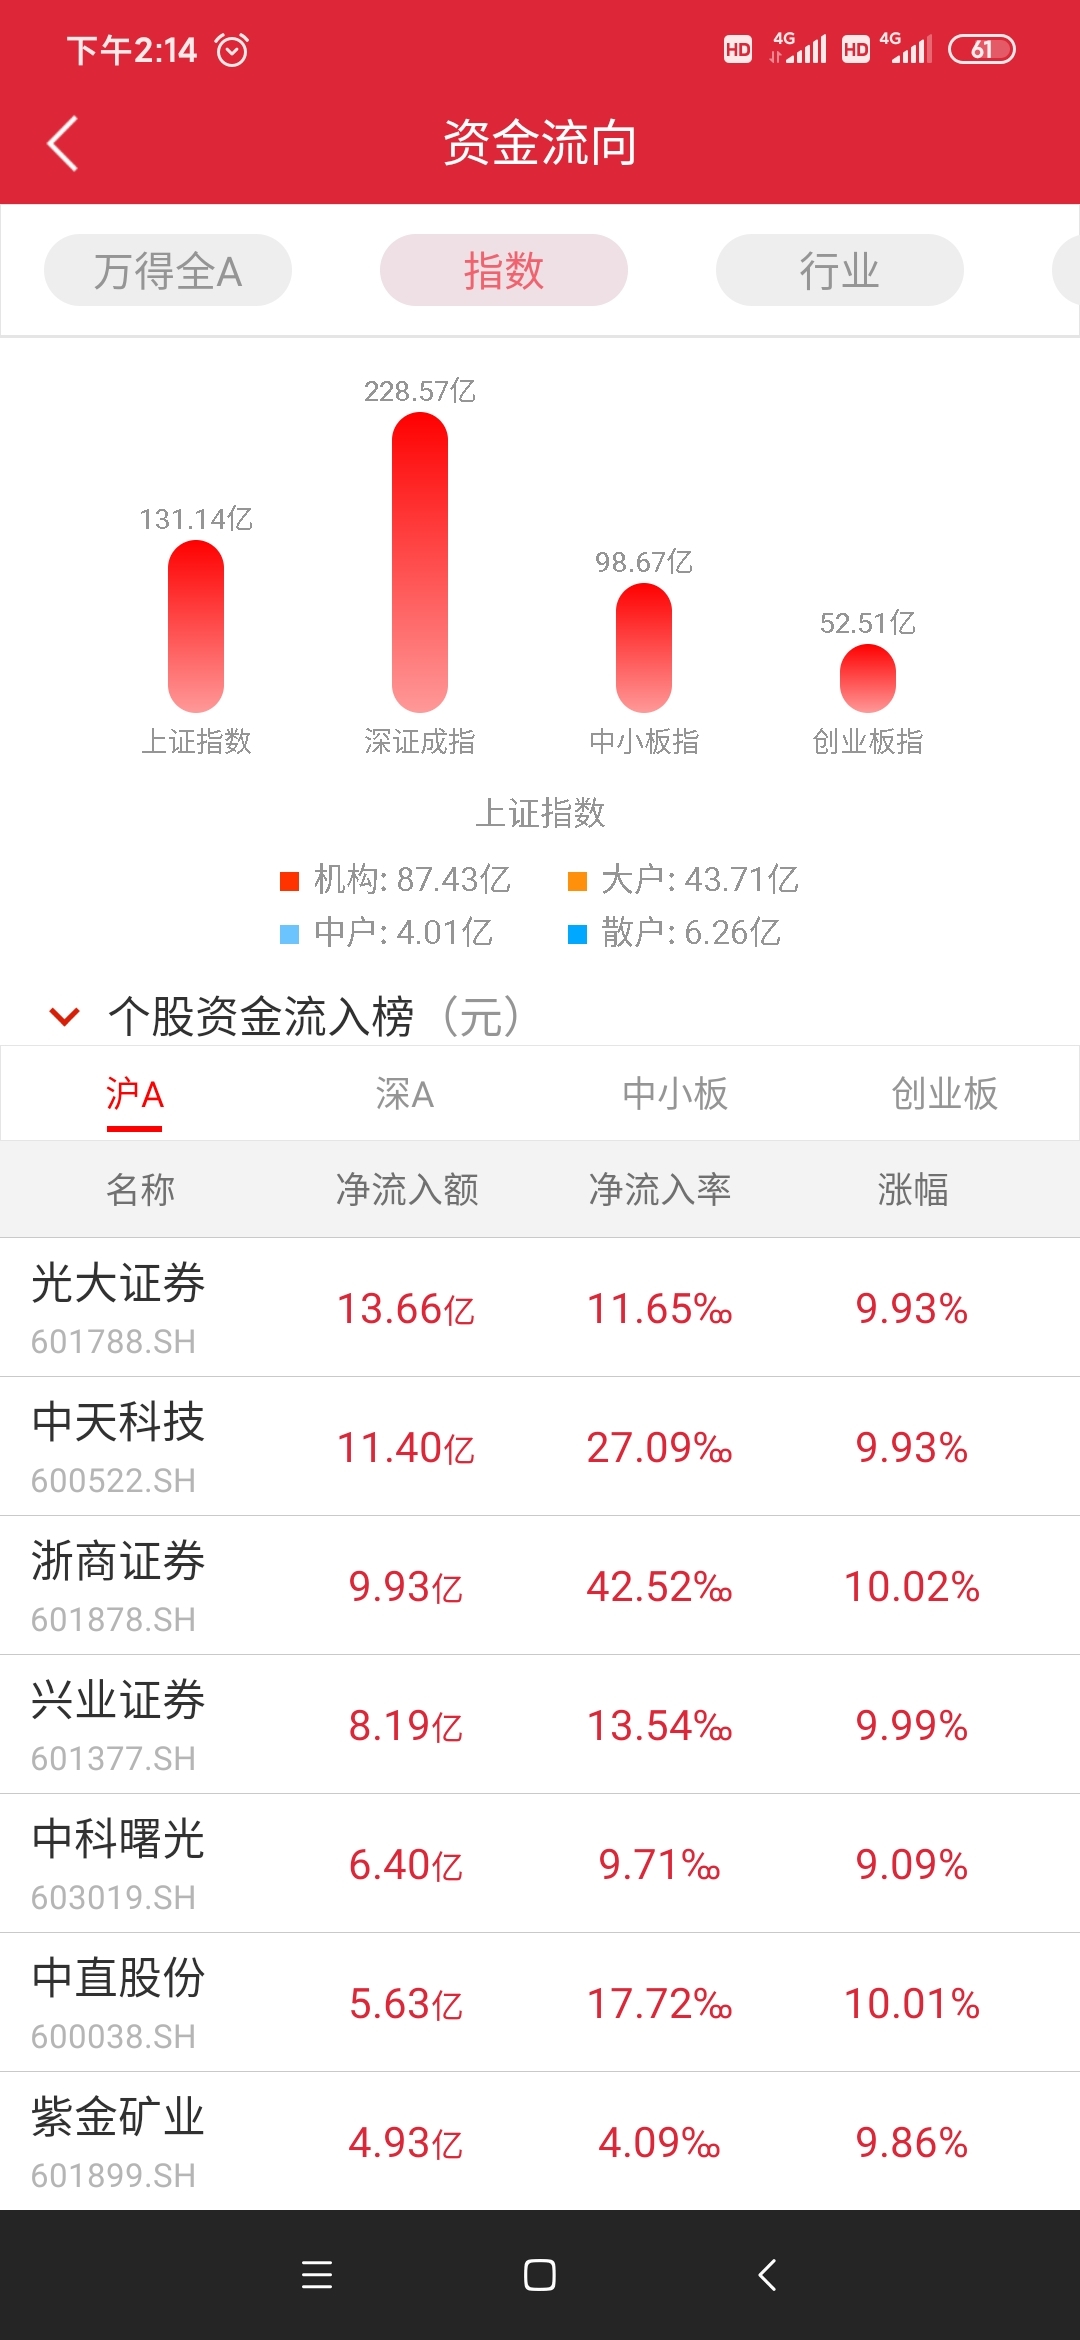 下午2:14 HD 4G HD 4G 61
资金流向
万得全A 指数 行业
228.57亿
131.14亿
98.67亿
52.51亿
上证指数 深证成指 中小板指 创业板指
上证指数
机构: 87.43亿 大户: 43.71亿
中户: 4.01亿 散户: 6.26亿
个股资金流入榜（元）
沪A 深A 中小板 创业板
名称 净流入额 净流入率 涨幅
光大证券
601788.SH 13.66亿 11.65‱ 9.93%
中天科技
600522.SH 11.40亿 27.09‱ 9.93%
浙商证券
601878.SH 9.93亿 42.52‱ 10.02%
兴业证券
601377.SH 8.19亿 13.54‱ 9.99%
中科曙光
603019.SH 6.40亿 9.71‱ 9.09%
中直股份
600038.SH 5.63亿 17.72‱ 10.01%
紫金矿业
601899.SH 4.93亿 4.09‱ 9.86%